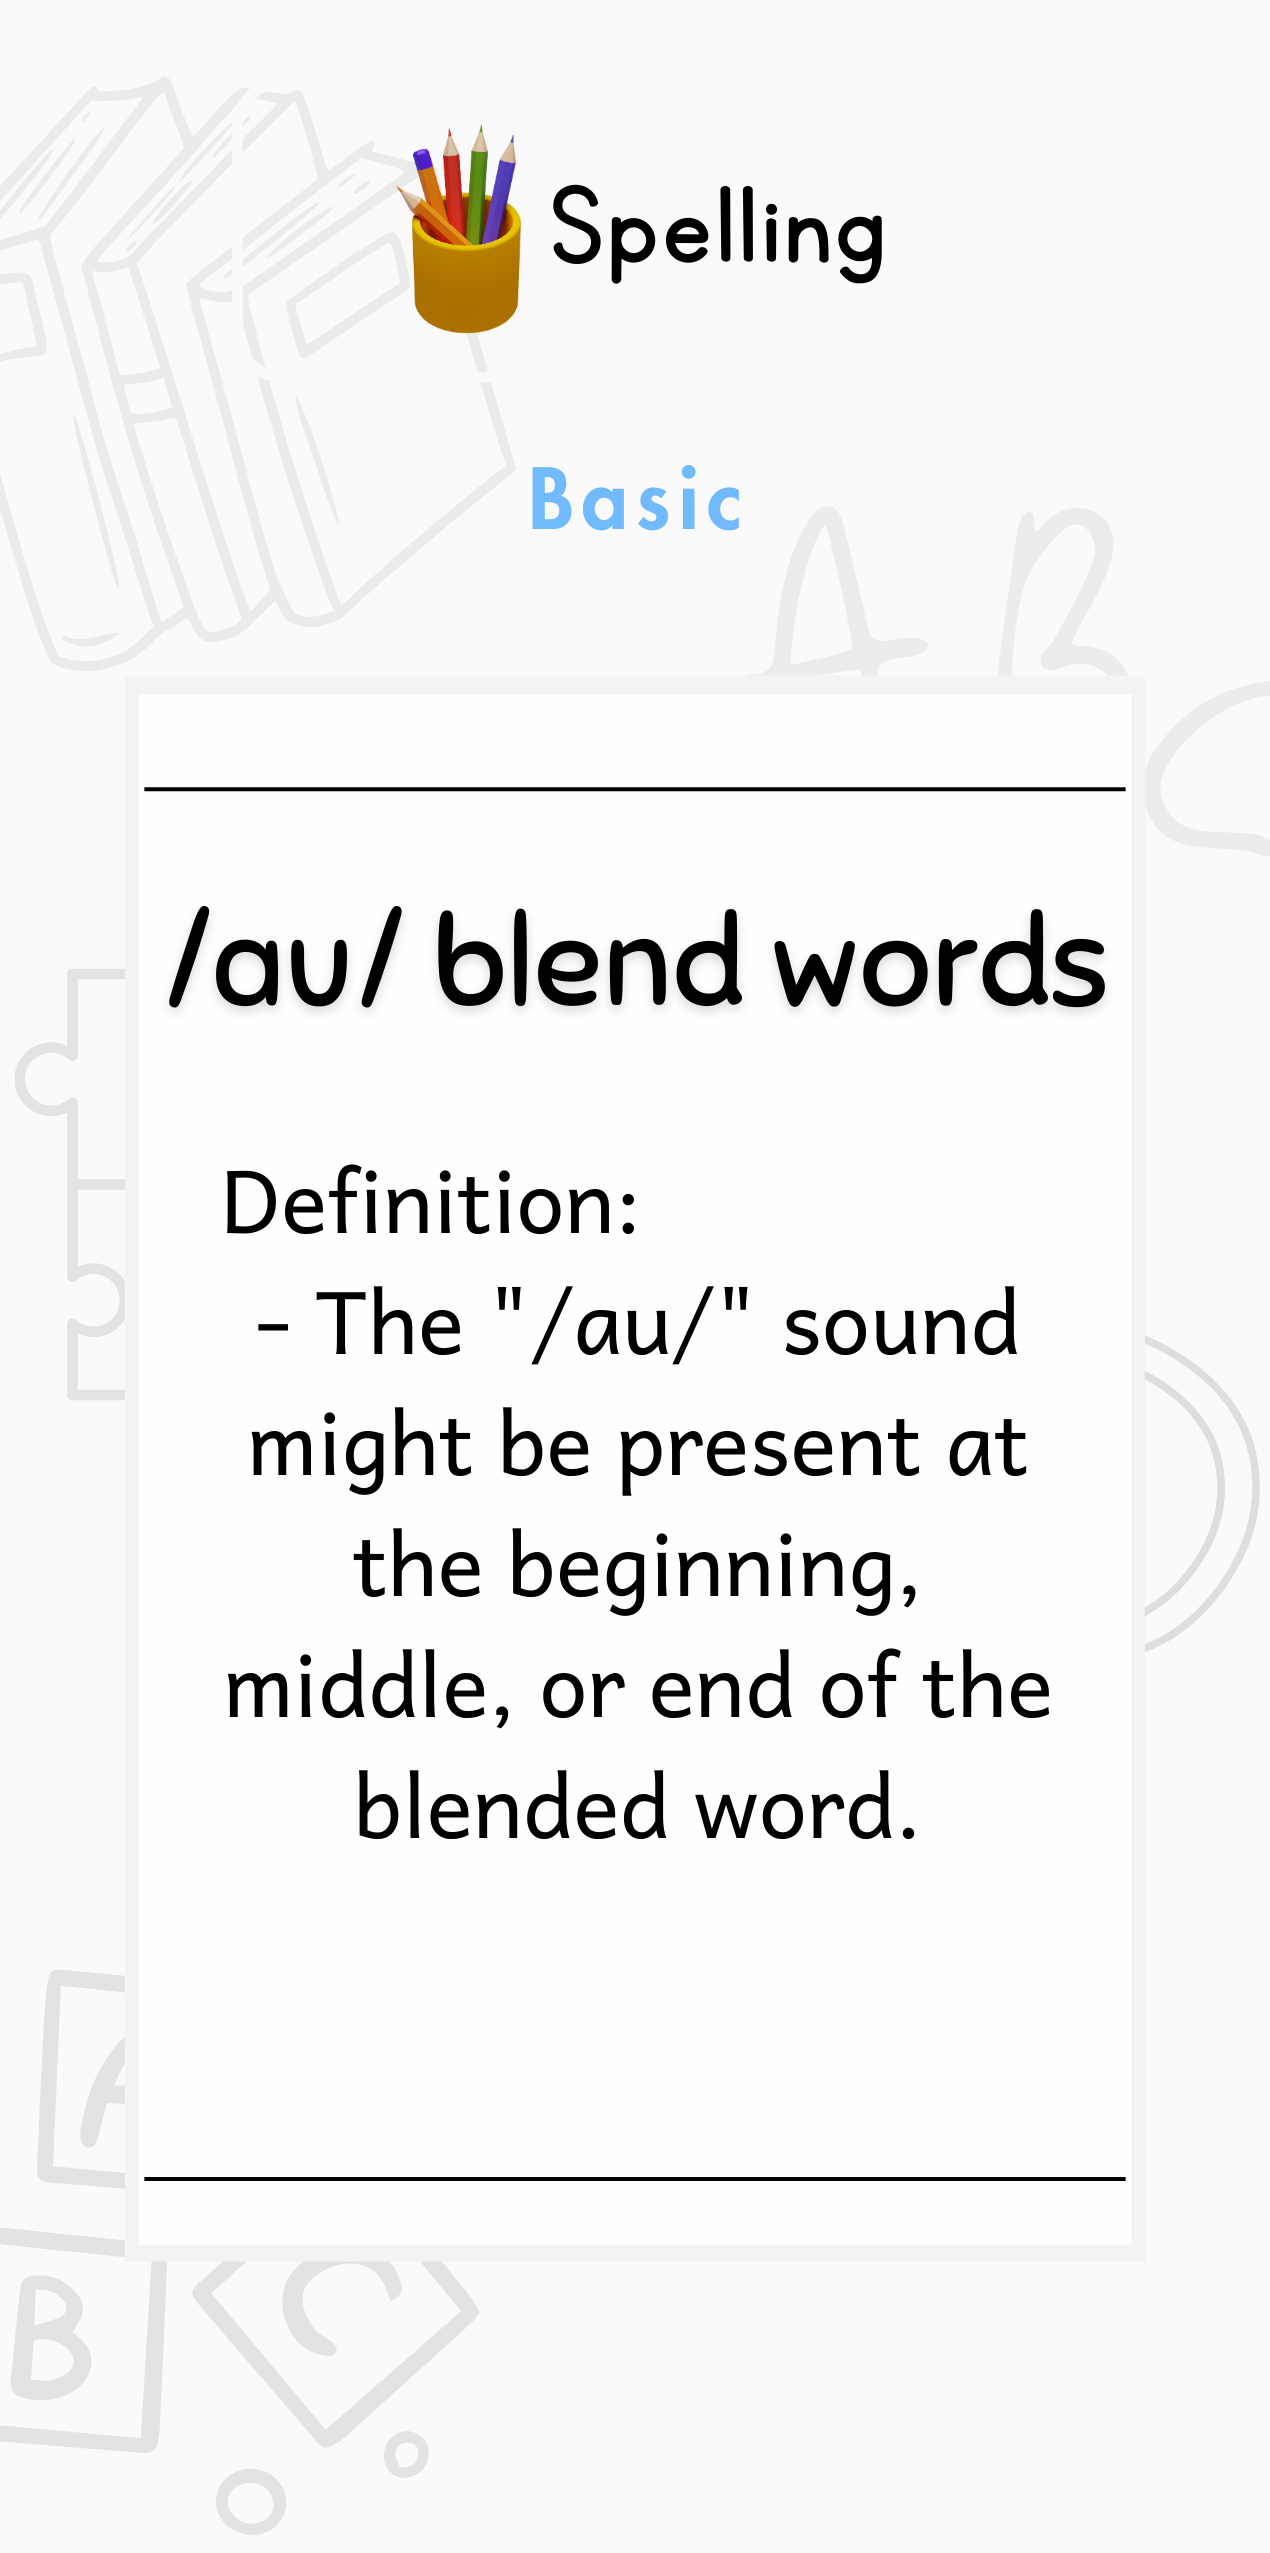 Spelling
Basic
/au/ blend words
Definition:
- The "/au/" sound
might be present at
the beginning,
middle, or end of the
blended word.
A B
A
B
C